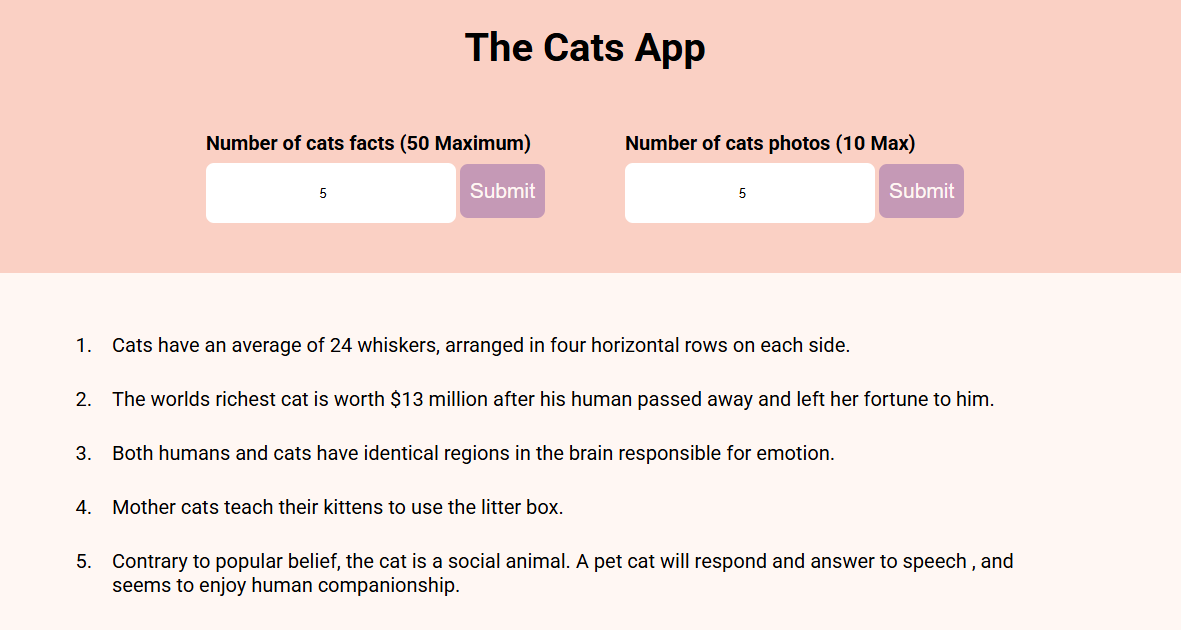 The Cats App
Number of cats facts (50 Maximum)
5
Submit
Number of cats photos (10 Max)
5
Submit
1. Cats have an average of 24 whiskers, arranged in four horizontal rows on each side.
2. The worlds richest cat is worth $13 million after his human passed away and left her fortune to him.
3. Both humans and cats have identical regions in the brain responsible for emotion.
4. Mother cats teach their kittens to use the litter box.
5. Contrary to popular belief, the cat is a social animal. A pet cat will respond and answer to speech , and
seems to enjoy human companionship.